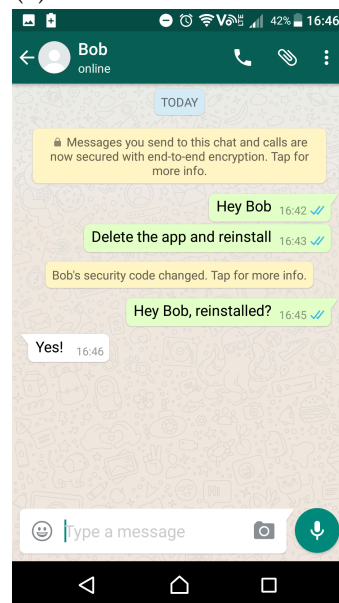 42% 16:46
Bob
online
TODAY
Messages you send to this chat and calls are
now secured with end-to-end encryption. Tap for
more info.
Hey Bob 16:42
Delete the app and reinstall 16:43
Bob's security code changed. Tap for more info.
Hey Bob, reinstalled? 16:45
Yes! 16:46
Type a message